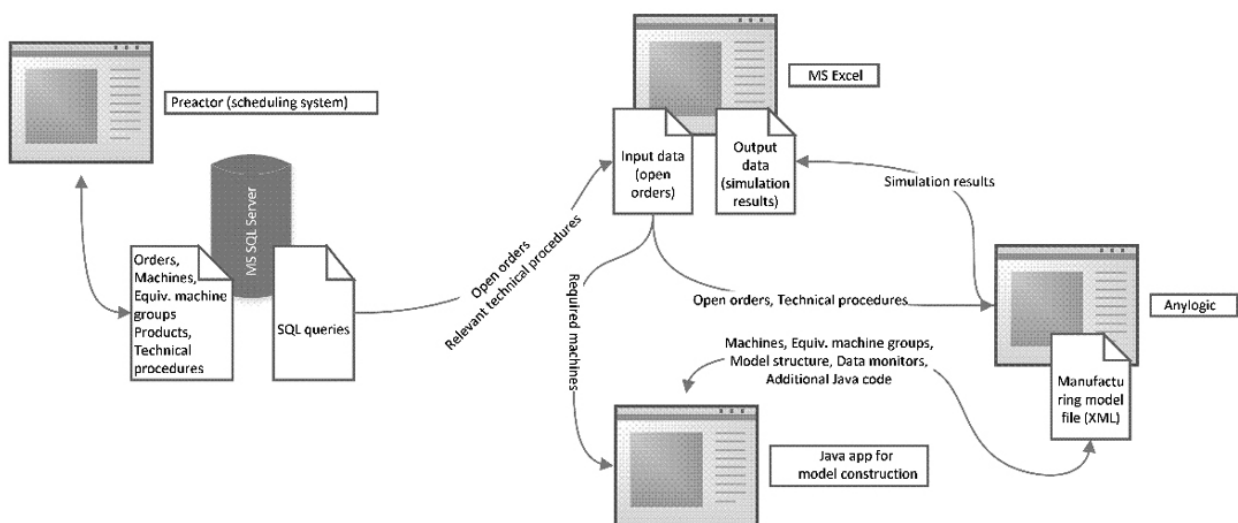 Preactor (scheduling system)
MS SQL Server
Orders,
Machines,
Equiv. machine
groups
Products,
Technical
procedures
SQL queries
Open orders
Relevant technical procedures
MS Excel
Input data
(open
orders)
Output
data
(simulation
results)
Simulation results
Required machines
Open orders, Technical procedures
Anylogic
Manufactu
ring model
file (XML)
Machines, Equiv. machine groups,
Model structure, Data monitors,
Additional Java code
Java app for
model construction